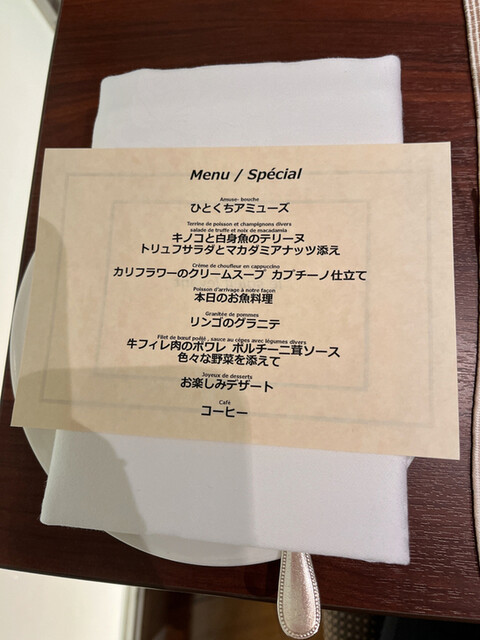 Menu / Spécial
Amuse- bouche
ひとくちアミューズ
Terrine de poisson et champignons divers
salade de truffe et noix de macadamia
キノコと白身魚のテリーヌ
トリュフサラダとマカダミアナッツ添え
Crème de choufleur en cappuccino
カリフラワーのクリームスープ カプチーノ仕立て
Poisson d'arrivage à notre façon
本日のお魚料理
Granitée de pommes
リンゴのグラニテ
Filet de bœuf poêlé , sauce au cèpes avec légumes divers
牛フィレ肉のポワレ ポルチーニ茸ソース
色々な野菜を添えて
Joyeux de desserts
お楽しみデザート
Café
コーヒー